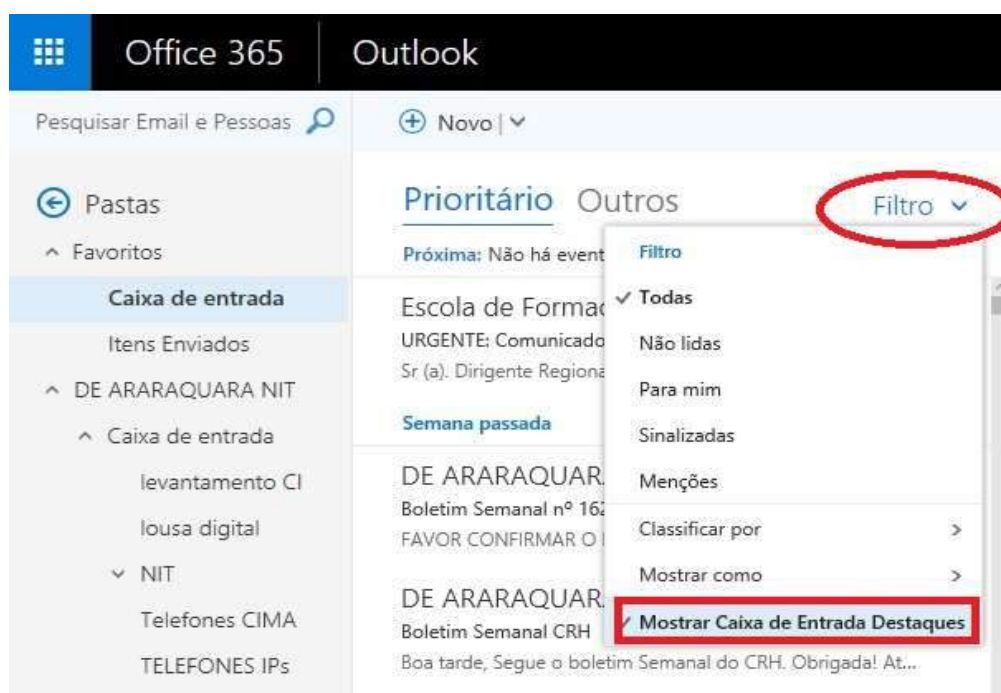 Office 365 Outlook
Pesquisar Email e Pessoas
Novo
Pastas
Favoritos
Caixa de entrada
Itens Enviados
DE ARARAQUARA NIT
Caixa de entrada
levantamento CI
lousa digital
NIT
Telefones CIMA
TELEFONES IPs
Prioritário Outros
Filtro
Próxima: Não há event
Escola de Formac
URGENTE: Comunicado
Sr (a). Dirigente Regiona
Semana passada
DE ARARAQUAR
Boletim Semanal nº 162
FAVOR CONFIRMAR O
DE ARARAQUAR
Boletim Semanal CRH
Boa tarde, Segue o boletim Semanal do CRH. Obrigada! At...
Filtro
Todas
Não lidas
Para mim
Sinalizadas
Menções
Classificar por
Mostrar como
Mostrar Caixa de Entrada Destaques